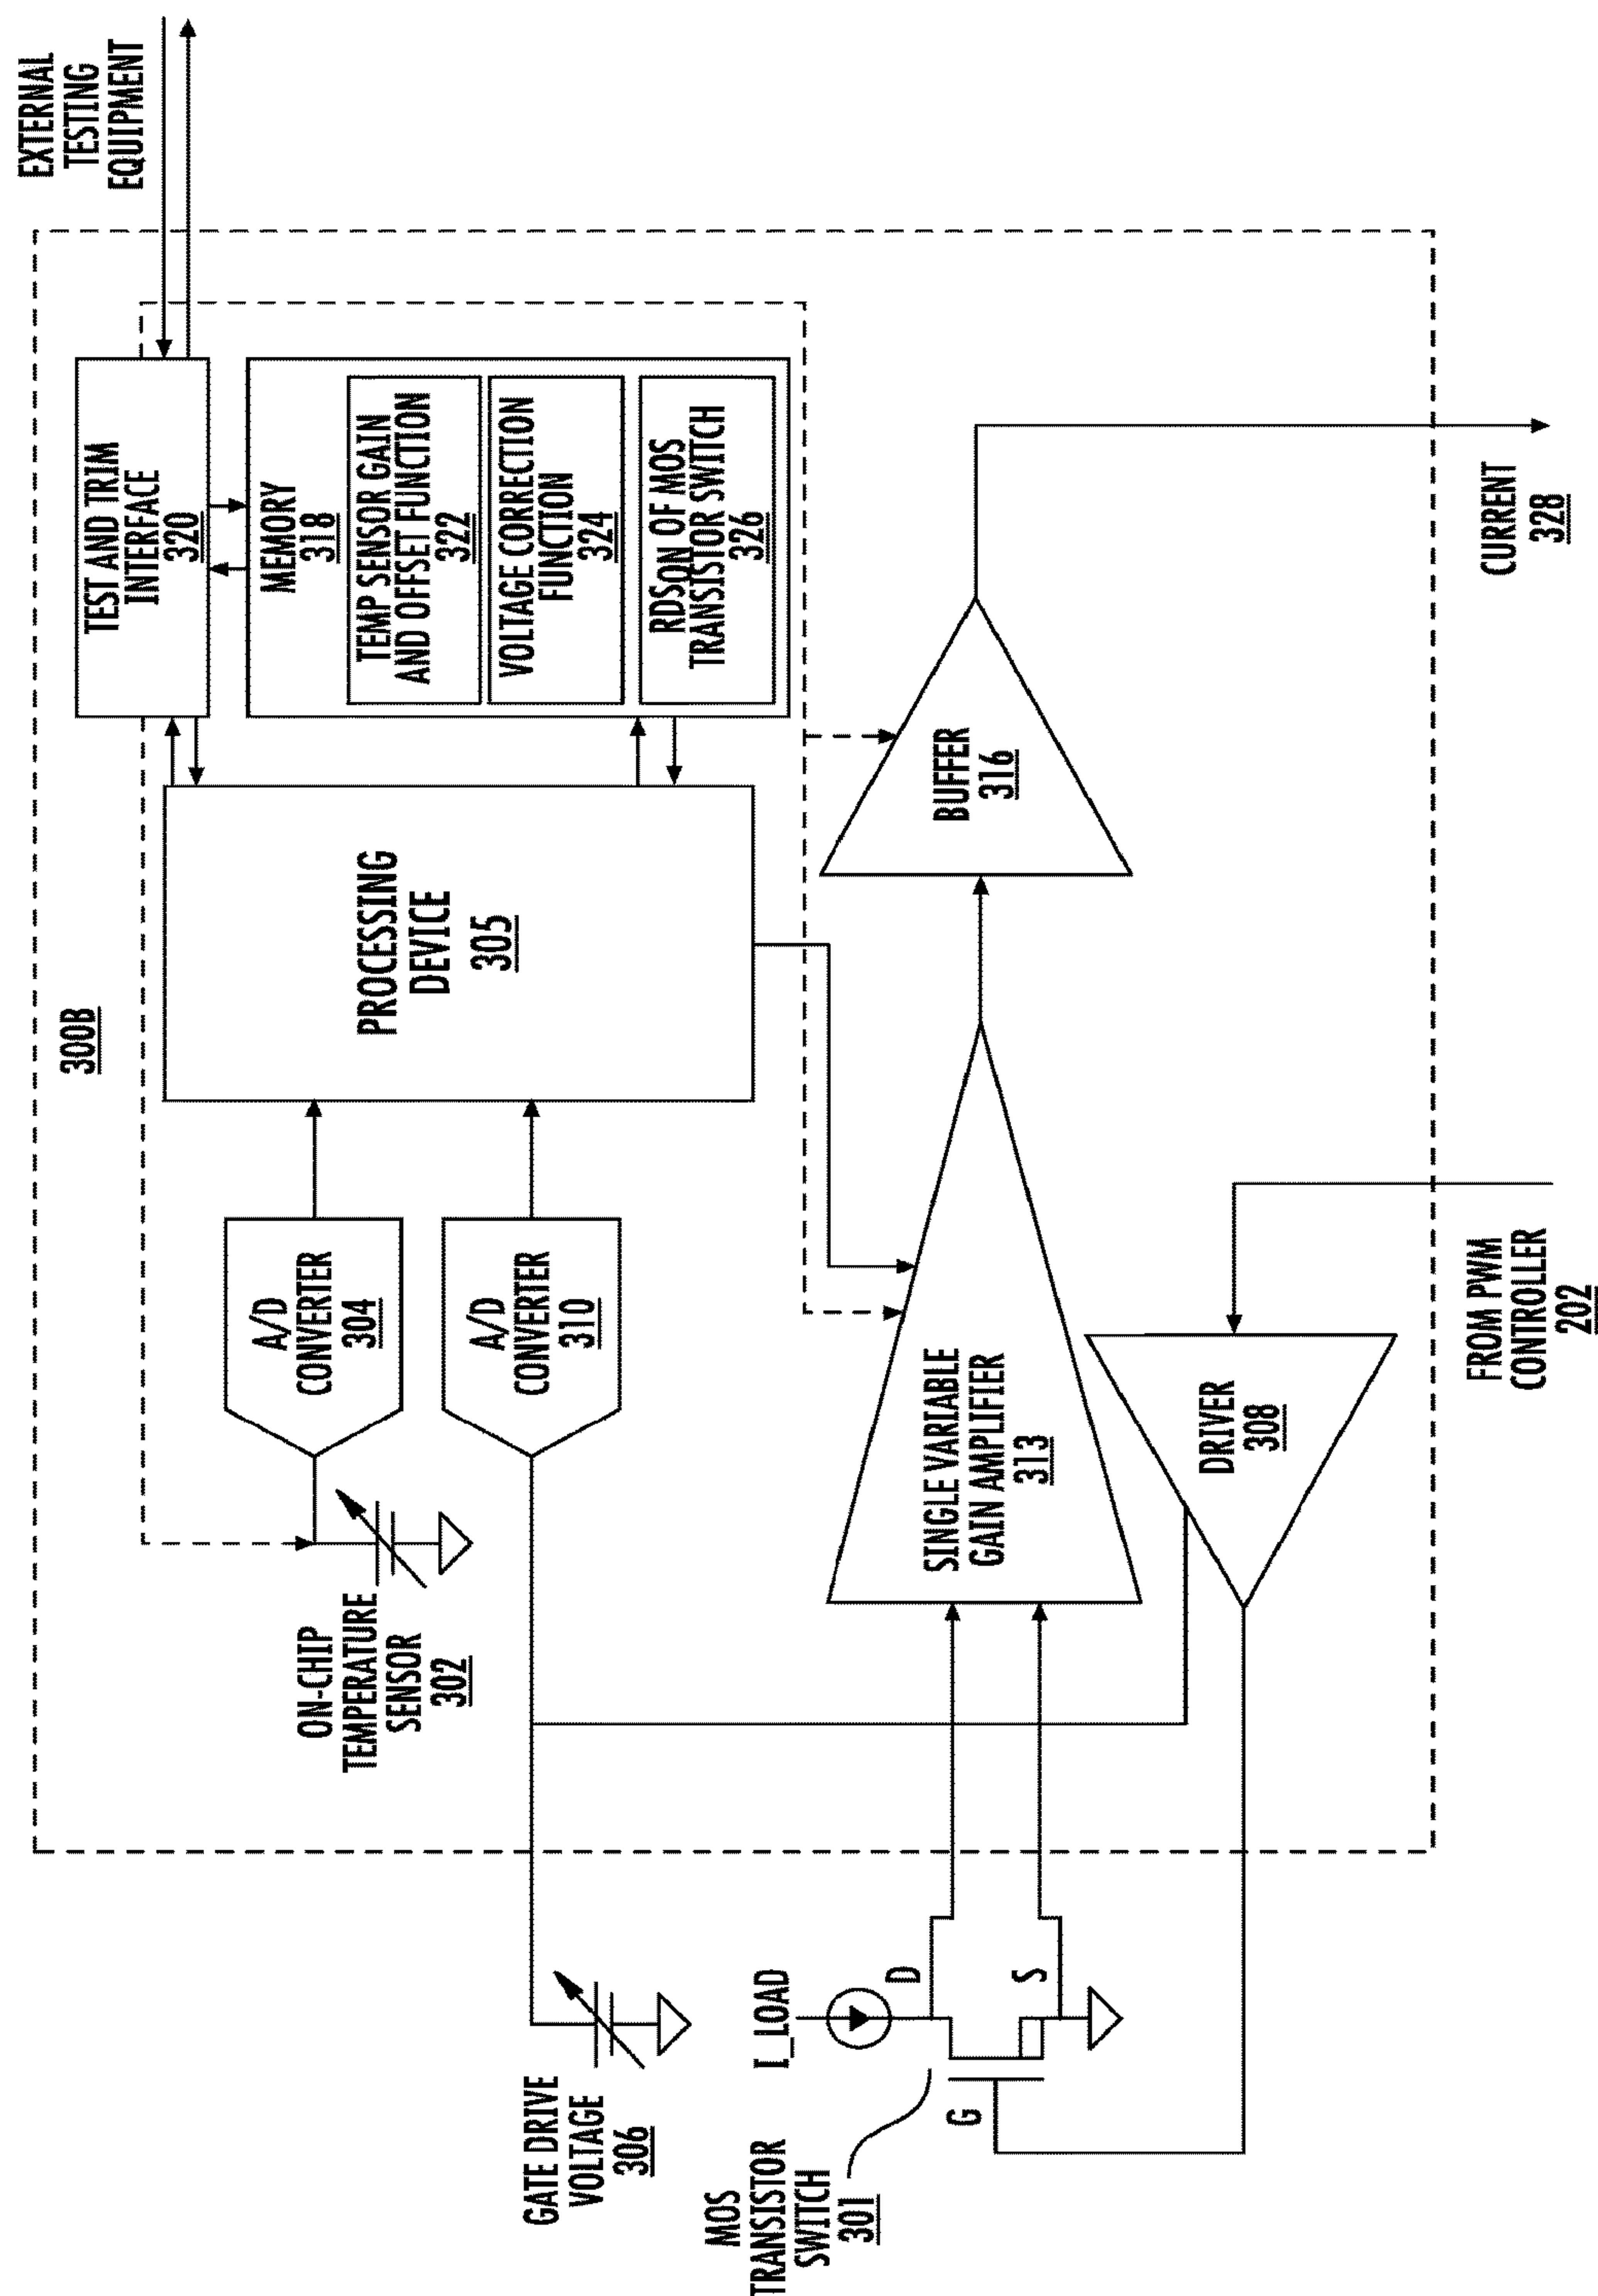 300B
EXTERNAL
TESTING
EQUIPMENT
TEST AND TRIM
INTERFACE
320
MEMORY
318
TEMP SENSOR GAIN
AND OFFSET FUNCTION
322
VOLTAGE CORRECTION
FUNCTION
324
RDSON OF MOS
TRANSISTOR SWITCH
326
PROCESSING
DEVICE
305
A/D
CONVERTER
304
A/D
CONVERTER
310
ON-CHIP
TEMPERATURE
SENSOR
302
GATE DRIVE
VOLTAGE
306
MOS
TRANSISTOR
SWITCH
301
I_LOAD
D
S
G
SINGLE VARIABLE
GAIN AMPLIFIER
313
BUFFER
316
DRIVER
308
CURRENT
328
FROM PWM
CONTROLLER
202